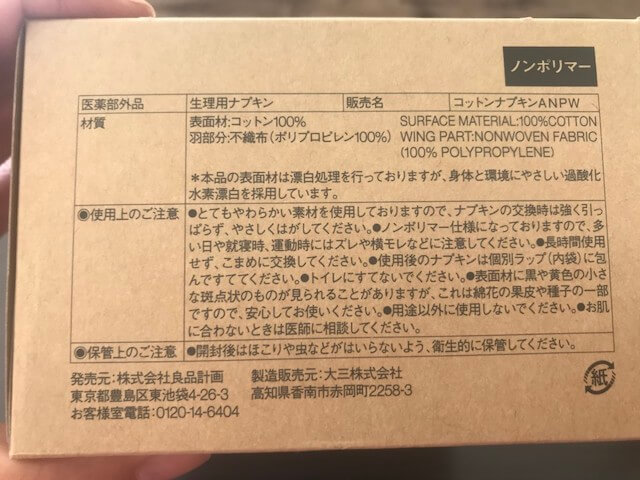 ノンポリマー
医薬部外品 生理用ナプキン 販売名 コットンナプキンANPW
材質 表面材:コットン100% SURFACE MATERIAL:100%COTTON
羽部分:不織布(ポリプロピレン100%) WING PART:NONWOVEN FABRIC
(100% POLYPROPYLENE)
*本品の表面材は漂白処理を行っておりますが、身体と環境にやさしい過酸化
水素漂白を採用しています。
◉使用上のご注意 ●とてもやわらかい素材を使用しておりますので、ナプキンの交換時は強く引っ
ぱらず、やさしくはがしてください。●ノンポリマー仕様になっておりますので、多
い日や就寝時、運動時にはズレや横モレなどに注意してください。●長時間使用
せず、こまめに交換してください。●使用後のナプキンは個別ラップ(内袋)に包
んですててください。●トイレにすてないでください。●表面材に黒や黄色の小さ
な斑点状のものが見られることがありますが、これは綿花の果皮や種子の一部
ですので、安心してお使いください。●用途以外に使用しないでください。●お肌
に合わないときは医師に相談してください。
◉保管上のご注意 ●開封後はほこりや虫などがはいらないよう、衛生的に保管してください。
発売元:株式会社良品計画 製造販売元:大三株式会社
東京都豊島区東池袋4-26-3 高知県香南市赤岡町2258-3
お客様室電話:0120-14-6404
紙